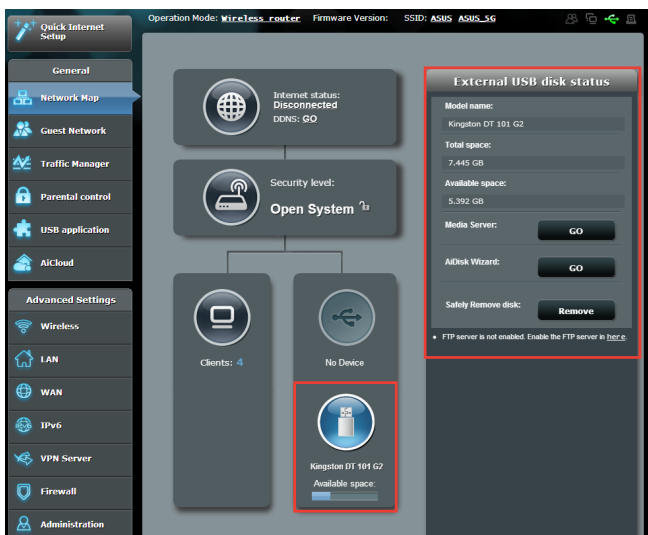 Quick Internet
Setup
Operation Mode: Wireless router Firmware Version: SSID: ASUS ASUS_5G
General
Network Map
Guest Network
Traffic Manager
Parental control
USB application
AiCloud
Advanced Settings
Wireless
LAN
WAN
IPv6
VPN Server
Firewall
Administration
Internet status:
Disconnected
DDNS: GO
Security level:
Open System
Clients: 4
No Device
Kingston DT 101 G2
Available space:
External USB disk status
Model name:
Kingston DT 101 G2
Total space:
7.445 GB
Available space:
5.392 GB
Media Server: GO
AiDisk Wizard: GO
Safely Remove disk: Remove
• FTP server is not enabled. Enable the FTP server in here.